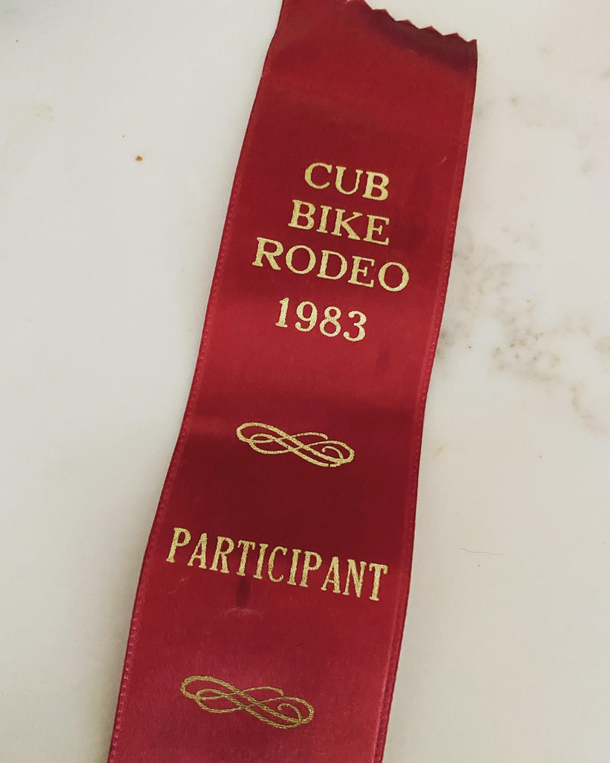 CUB
BIKE
RODEO
1983
PARTICIPANT